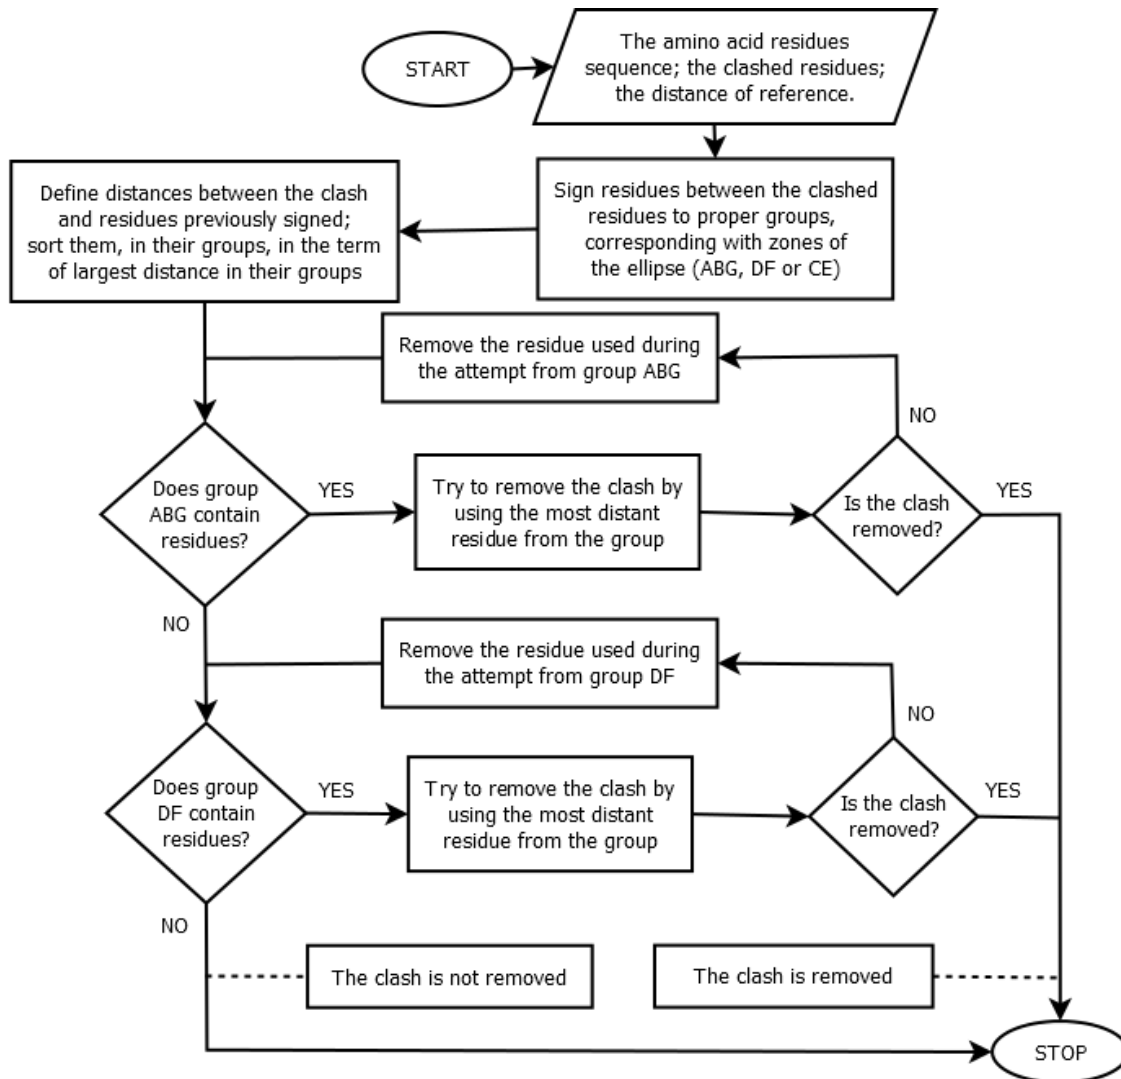 START
The amino acid residues
sequence; the clashed residues;
the distance of reference.
Define distances between the clash
and residues previously signed;
sort them, in their groups, in the term
of largest distance in their groups
Sign residues between the clashed
residues to proper groups,
corresponding with zones of
the ellipse (ABG, DF or CE)
Remove the residue used during
the attempt from group ABG
NO
Does group
ABG contain
residues?
YES
Try to remove the clash by
using the most distant
residue from the group
Is the clash
removed?
YES
NO
Remove the residue used during
the attempt from group DF
NO
Does group
DF contain
residues?
YES
Try to remove the clash by
using the most distant
residue from the group
Is the clash
removed?
YES
NO
The clash is not removed
The clash is removed
STOP